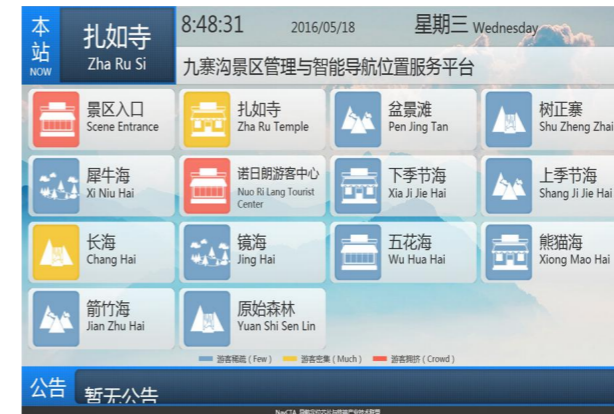 本站
NOW
扎如寺
Zha Ru Si
8:48:31
2016/05/18
星期三 Wednesday
九寨沟景区管理与智能导航位置服务平台
景区入口
Scene Entrance
扎如寺
Zha Ru Temple
盆景滩
Pen Jing Tan
树正寨
Shu Zheng Zhai
犀牛海
Xi Niu Hai
诺日朗游客中心
Nuo Ri Lang Tourist
Center
下季节海
Xia Ji Jie Hai
上季节海
Shang Ji Jie Hai
长海
Chang Hai
镜海
Jing Hai
五花海
Wu Hua Hai
熊猫海
Xiong Mao Hai
箭竹海
Jian Zhu Hai
原始森林
Yuan Shi Sen Lin
游客稀疏 ( Few )
游客密集 ( Much )
游客拥挤 ( Crowd )
公告
暂无公告